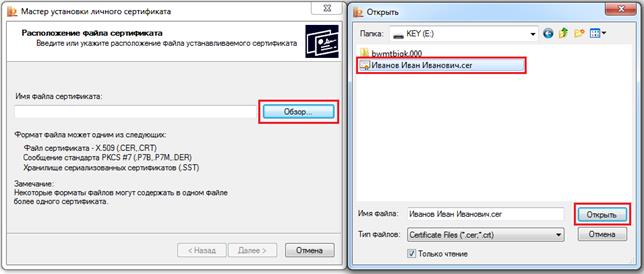 Мастер установки личного сертификата
Расположение файла сертификата
Введите или укажите расположение файла устанавливаемого сертификата
Имя Файла сертификата:
Обзор...
Формат файла может одним из следующих:
Файл сертификата - X.509 (.CER,.CRT)
Сообщение стандарта PKCS #7 (.P7B,.P7M,.DER)
Хранилище сериализованных сертификатов (.SST)
Замечание:
Некоторые Форматы файлов могут содержать в одном файле
более одного сертификата.
< Назад
Далее >
Отмена
Открыть
Папка:
KEY (E:)
bwmtbigk.000
Иванов Иван Иванович.cer
Имя Файла:
Иванов Иван Иванович.cer
Открыть
Тип файлов:
Certificate Files (*.cer;*.crt)
Отмена
Только чтение